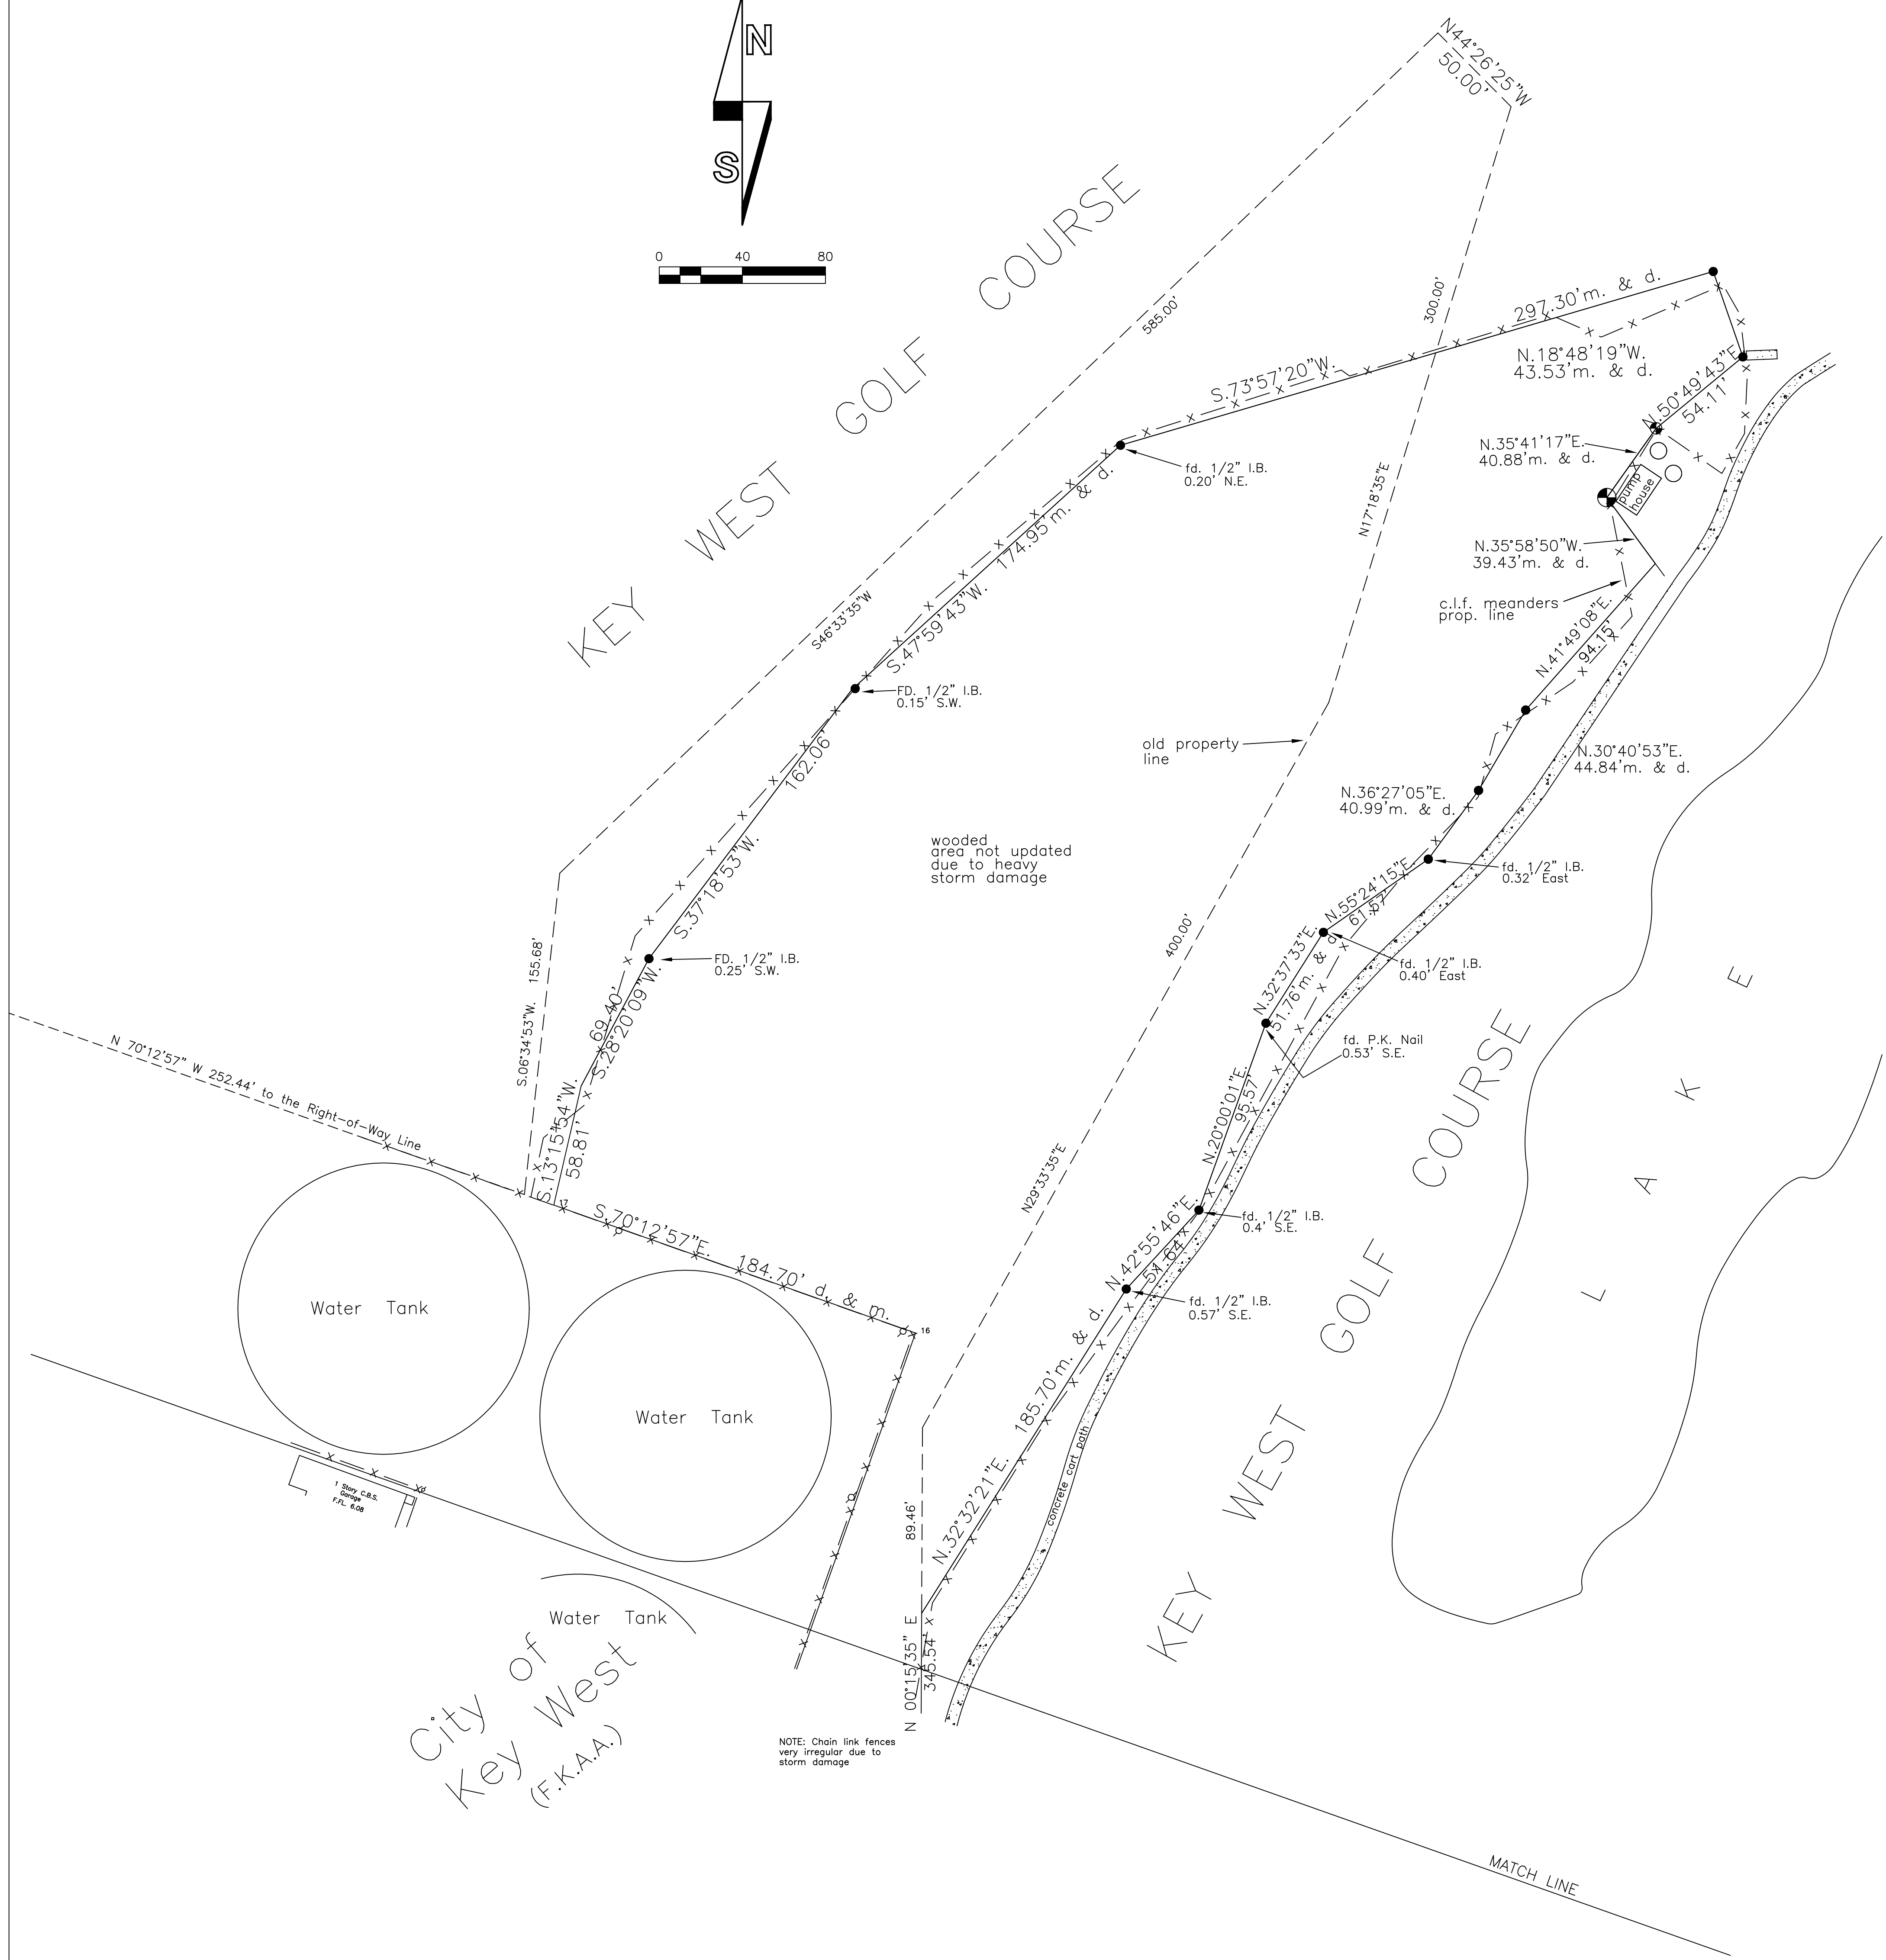 N
S
0 40 80
N44°26'25"W
50.00'
KEY WEST GOLF COURSE
585.00'
S46°33'35"W
300.00'
N17°18'35"E
297.30'm. & d.
S.73°57'20"W.
N.18°48'19"W.
43.53'm. & d.
N.50°49'43"E
54.11'
N.35°41'17"E.
40.88'm. & d.
pump
house
fd. 1/2" I.B.
0.20' N.E.
174.95'm. & d.
S.47°59'43"W.
N.35°58'50"W.
39.43'm. & d.
c.l.f. meanders
prop. line
N.41°49'08"E.
94.15'
FD. 1/2" I.B.
0.15' S.W.
162.06'
S.37°18'53"W.
old property
line
N.30°40'53"E.
44.84'm. & d.
N.36°27'05"E.
40.99'm. & d.
wooded
area not updated
due to heavy
storm damage
fd. 1/2" I.B.
0.32' East
N.55°24'15"E.
61.57'
400.00'
N29°33'35"E
FD. 1/2" I.B.
0.25' S.W.
69.40'
S.28°20'09"W.
155.68'
S.06°34'53"W.
N.32°37'33"E.
51.76'm. & d.
fd. 1/2" I.B.
0.40' East
fd. P.K. Nail
0.53' S.E.
N 70°12'57" W 252.44' to the Right-of-Way Line
S.13°15'54"W.
58.81'
17
S.70°12'57"E. 184.70' d & m.
16
N.20°00'01"E.
95.57'
fd. 1/2" I.B.
0.4' S.E.
N.42°55'46"E.
51.64'
fd. 1/2" I.B.
0.57' S.E.
LAKE
KEY WEST GOLF COURSE
Water Tank
Water Tank
185.70'm. & d.
N.32°32'21"E.
concrete cart path
89.46'
1 Story C.B.S.
Garage
F.FL. 6.08
Water Tank
N 00°15'35" E
345.54'
City of
Key West
(F.K.A.A.)
NOTE: Chain link fences
very irregular due to
storm damage
MATCH LINE